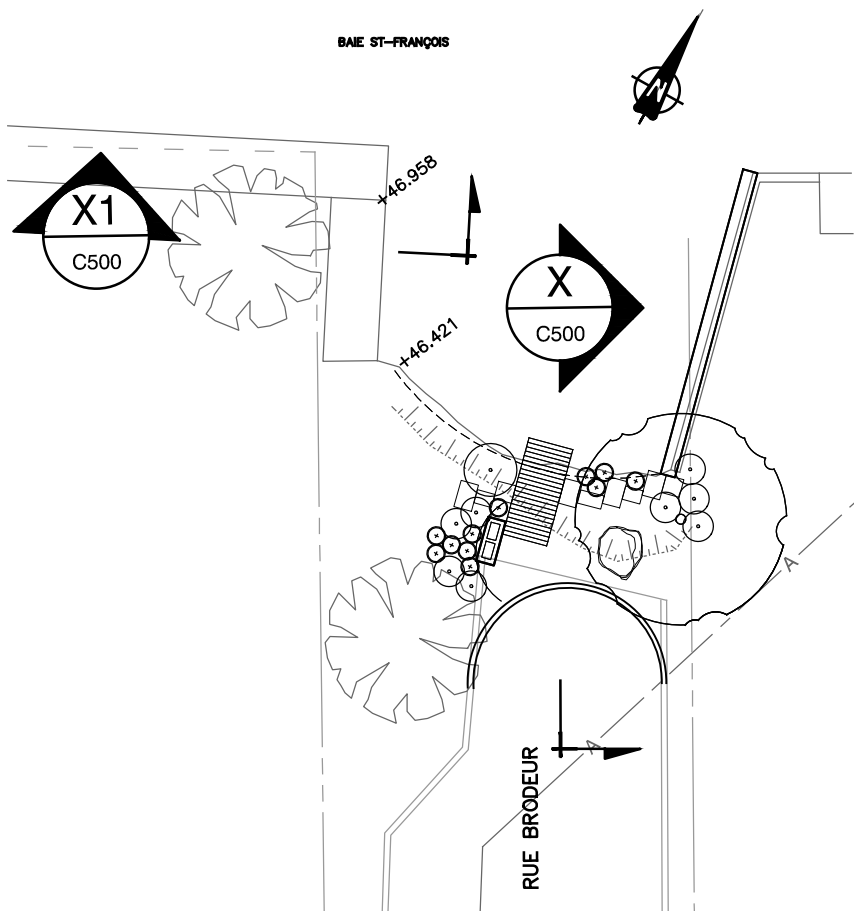 BAIE ST-FRANÇOIS
N
+46.958
X1
C500
X
C500
+46.421
A
A
RUE BRODEUR